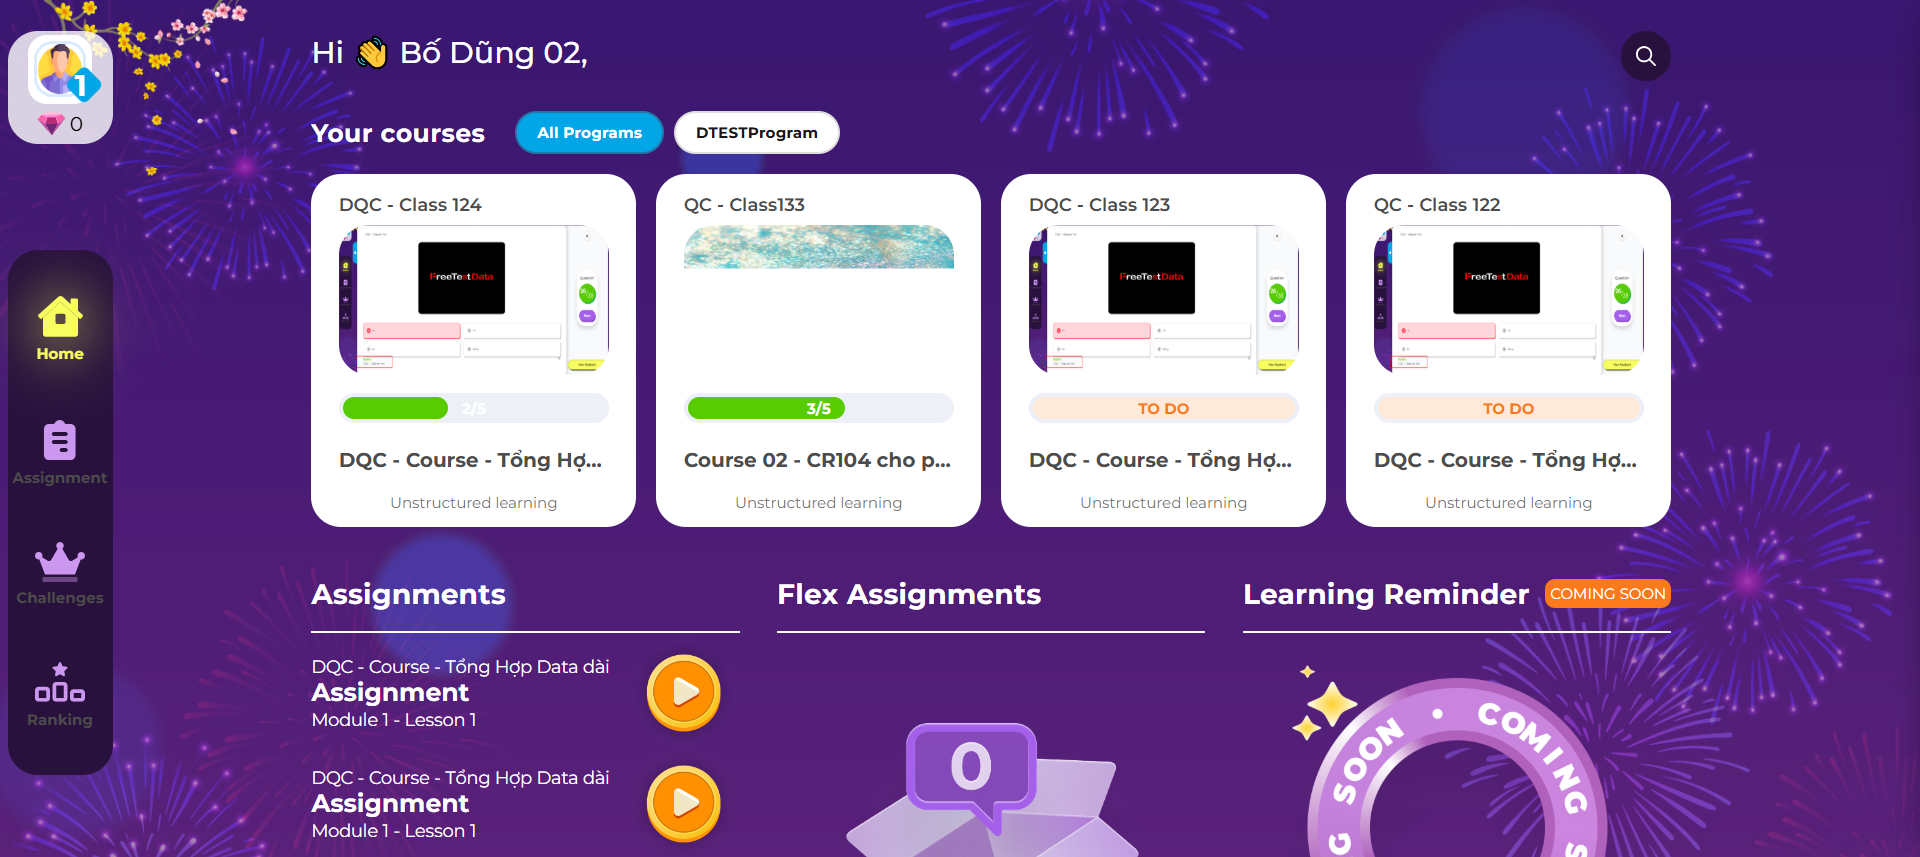 Hi 👋 Bố Dũng 02,
1
0
Your courses
All Programs
DTESTProgram
DQC - Class 124
FreeTestData
2/5
DQC - Course - Tổng Hợ...
Unstructured learning
QC - Class133
3/5
Course 02 - CR104 cho p...
Unstructured learning
DQC - Class 123
FreeTestData
TO DO
DQC - Course - Tổng Hợ...
Unstructured learning
QC - Class 122
FreeTestData
TO DO
DQC - Course - Tổng Hợ...
Unstructured learning
Home
Assignment
Challenges
Ranking
Assignments
DQC - Course - Tổng Hợp Data dài
Assignment
Module 1 - Lesson 1
DQC - Course - Tổng Hợp Data dài
Assignment
Module 1 - Lesson 1
Flex Assignments
0
Learning Reminder
COMING SOON
G SOON • COMING S